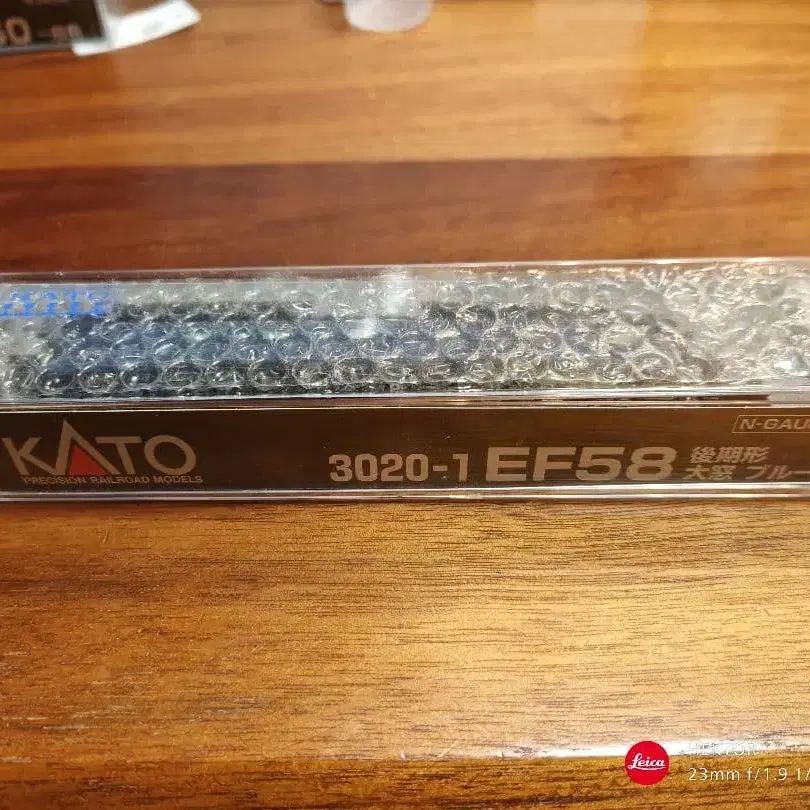 KATO
PRECISION RAILROAD MODELS
3020-1 EF58 後期形
大窓 ブルー
N-GAU
Leica
23mm f/1.9 1/